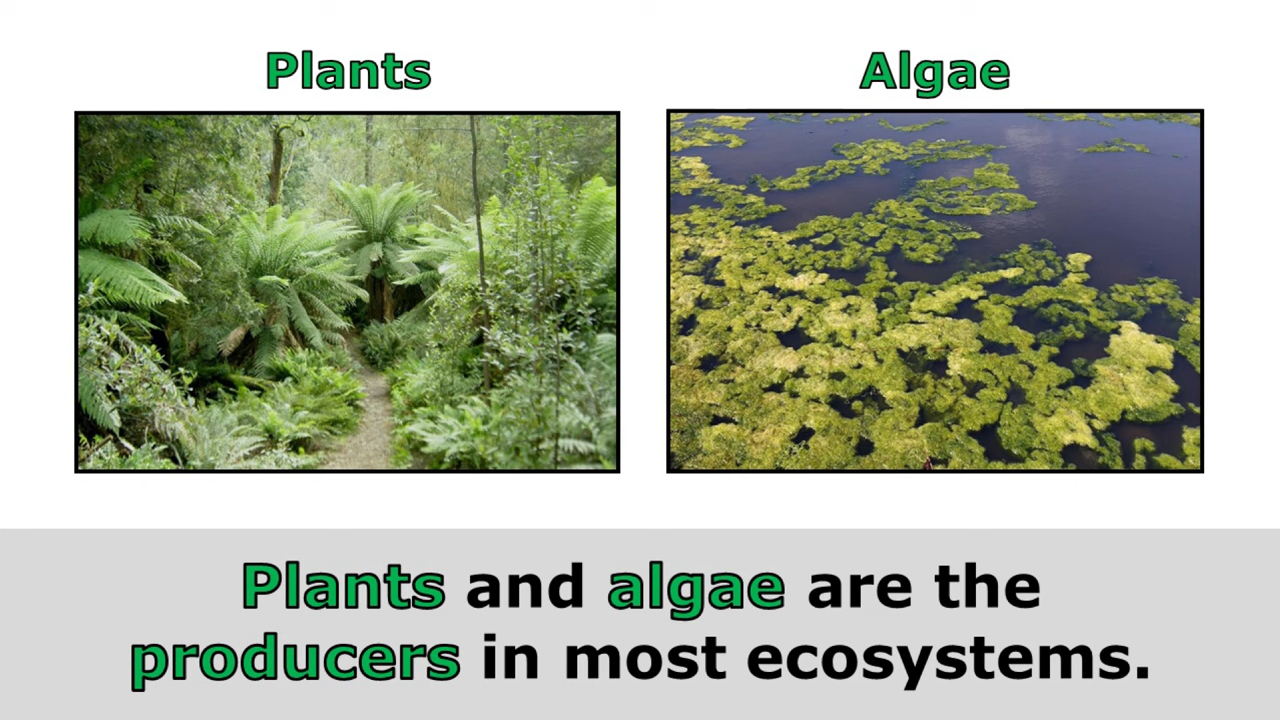 Plants
Algae
Plants and algae are the
producers in most ecosystems.